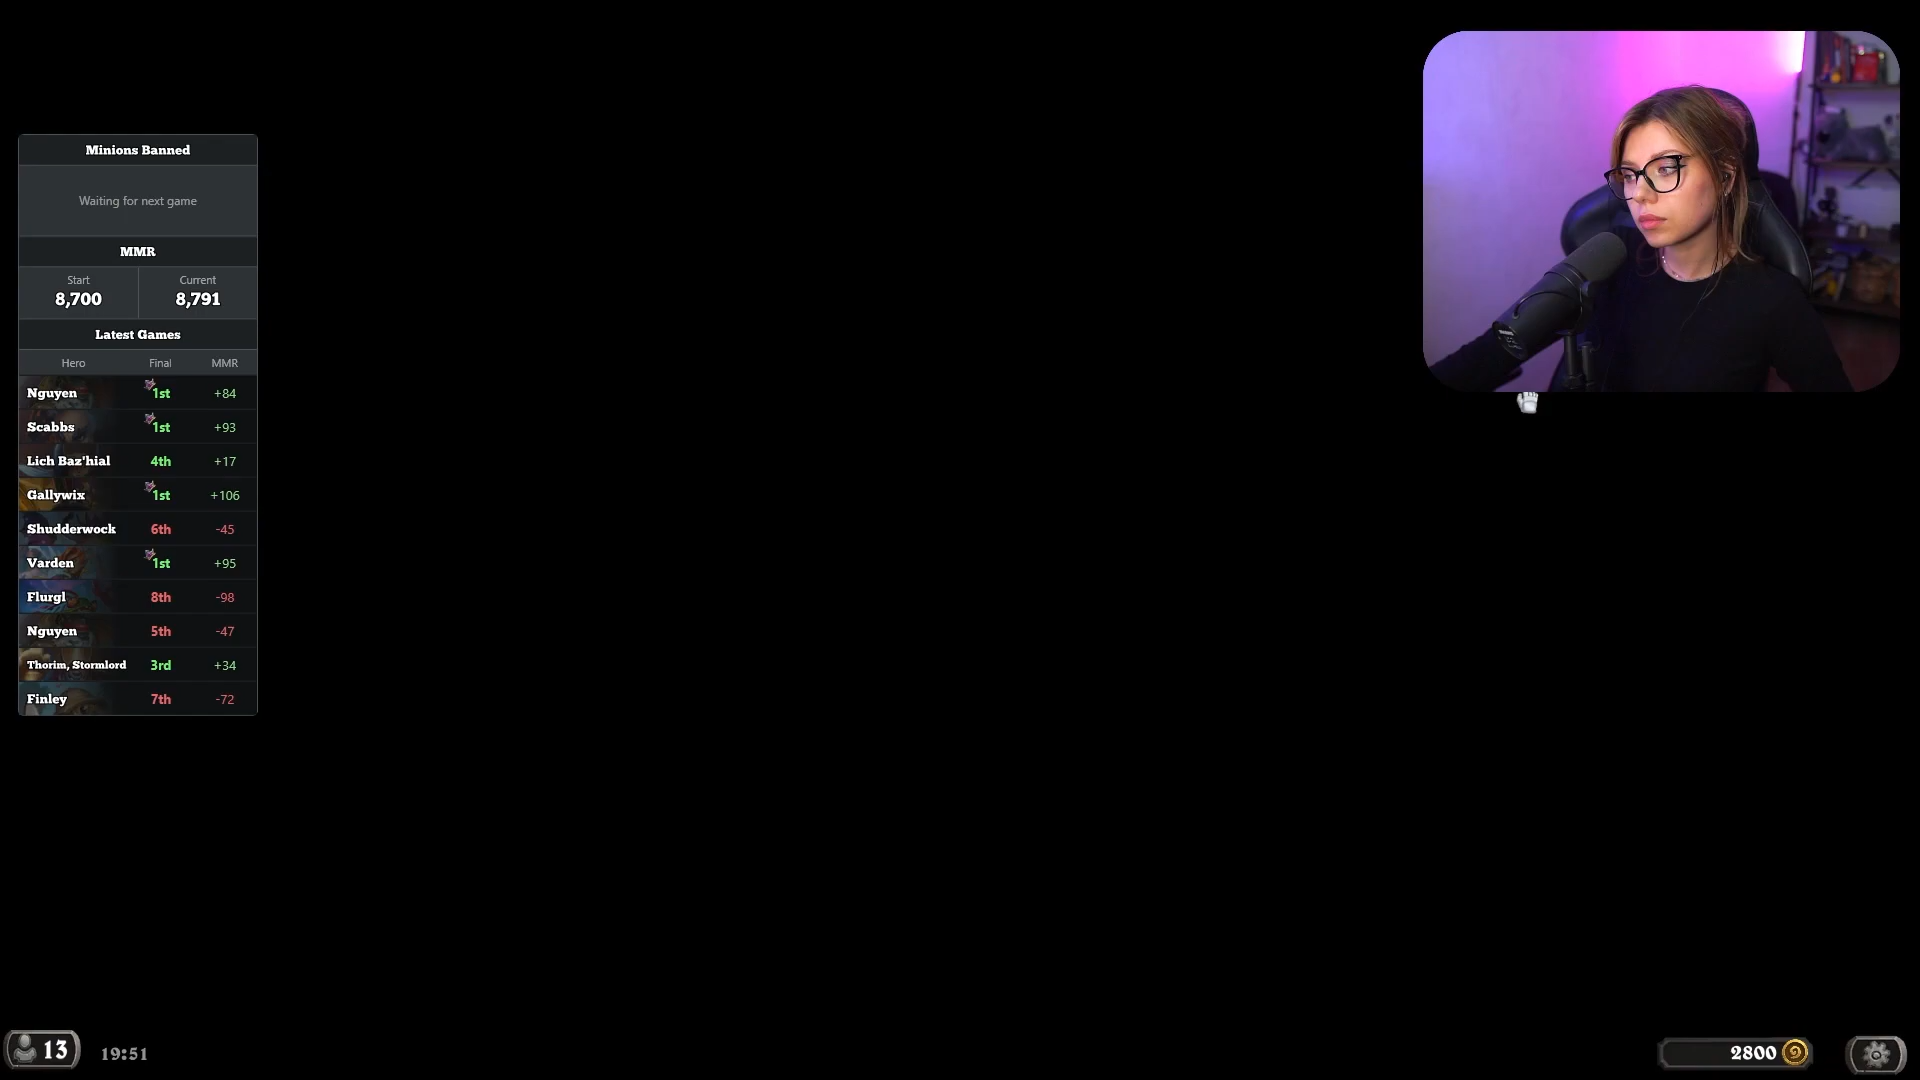 Minions Banned
Waiting for next game
MMR
Start Current
8,700 8,791
Latest Games
Hero Final MMR
Nguyen 1st +84
Scabbs 1st +93
Lich Baz'hial 4th +17
Gallywix 1st +106
Shudderwock 6th -45
Varden 1st +95
Flurgl 8th -98
Nguyen 5th -47
Thorim, Stormlord 3rd +34
Finley 7th -72
13 19:51 2800